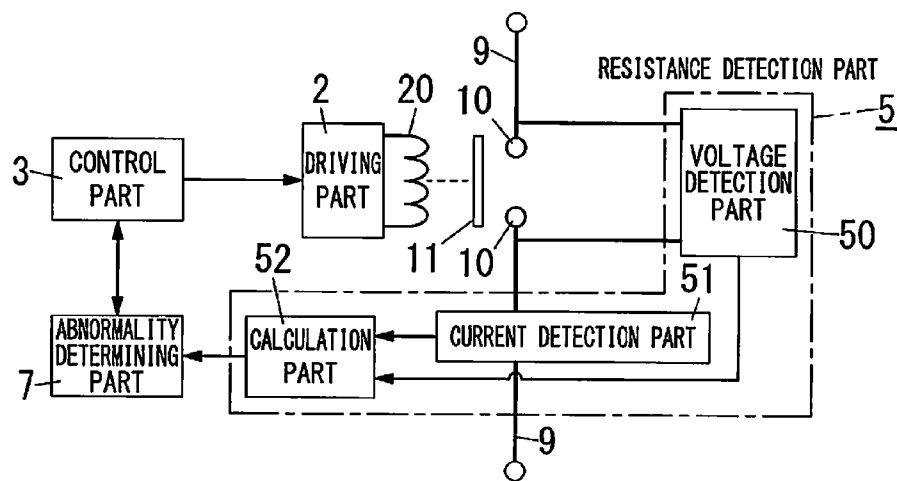 9
RESISTANCE DETECTION PART
2
20
10
5
3
CONTROL
PART
DRIVING
PART
VOLTAGE
DETECTION
PART
50
11
10
52
51
ABNORMALITY
DETERMINING
PART
7
CALCULATION
PART
CURRENT DETECTION PART
9